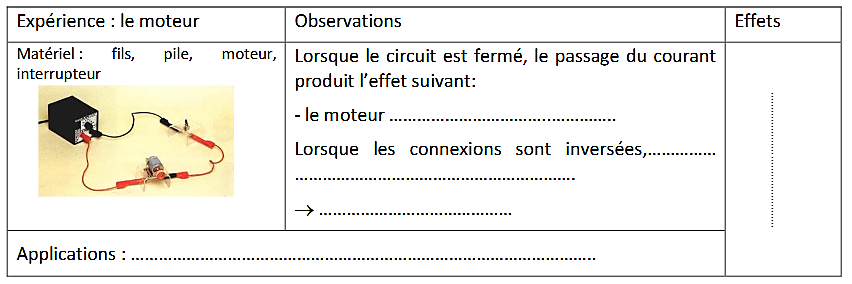 Expérience : le moteur
Observations
Effets
Matériel : fils, pile, moteur,
interrupteur
Lorsque le circuit est fermé, le passage du courant
produit l’effet suivant:
- le moteur ………………………………………….
Lorsque les connexions sont inversées,……………
…………………………………………………….
→ ……………………………………
Applications : ………………………………………………………………………………………..